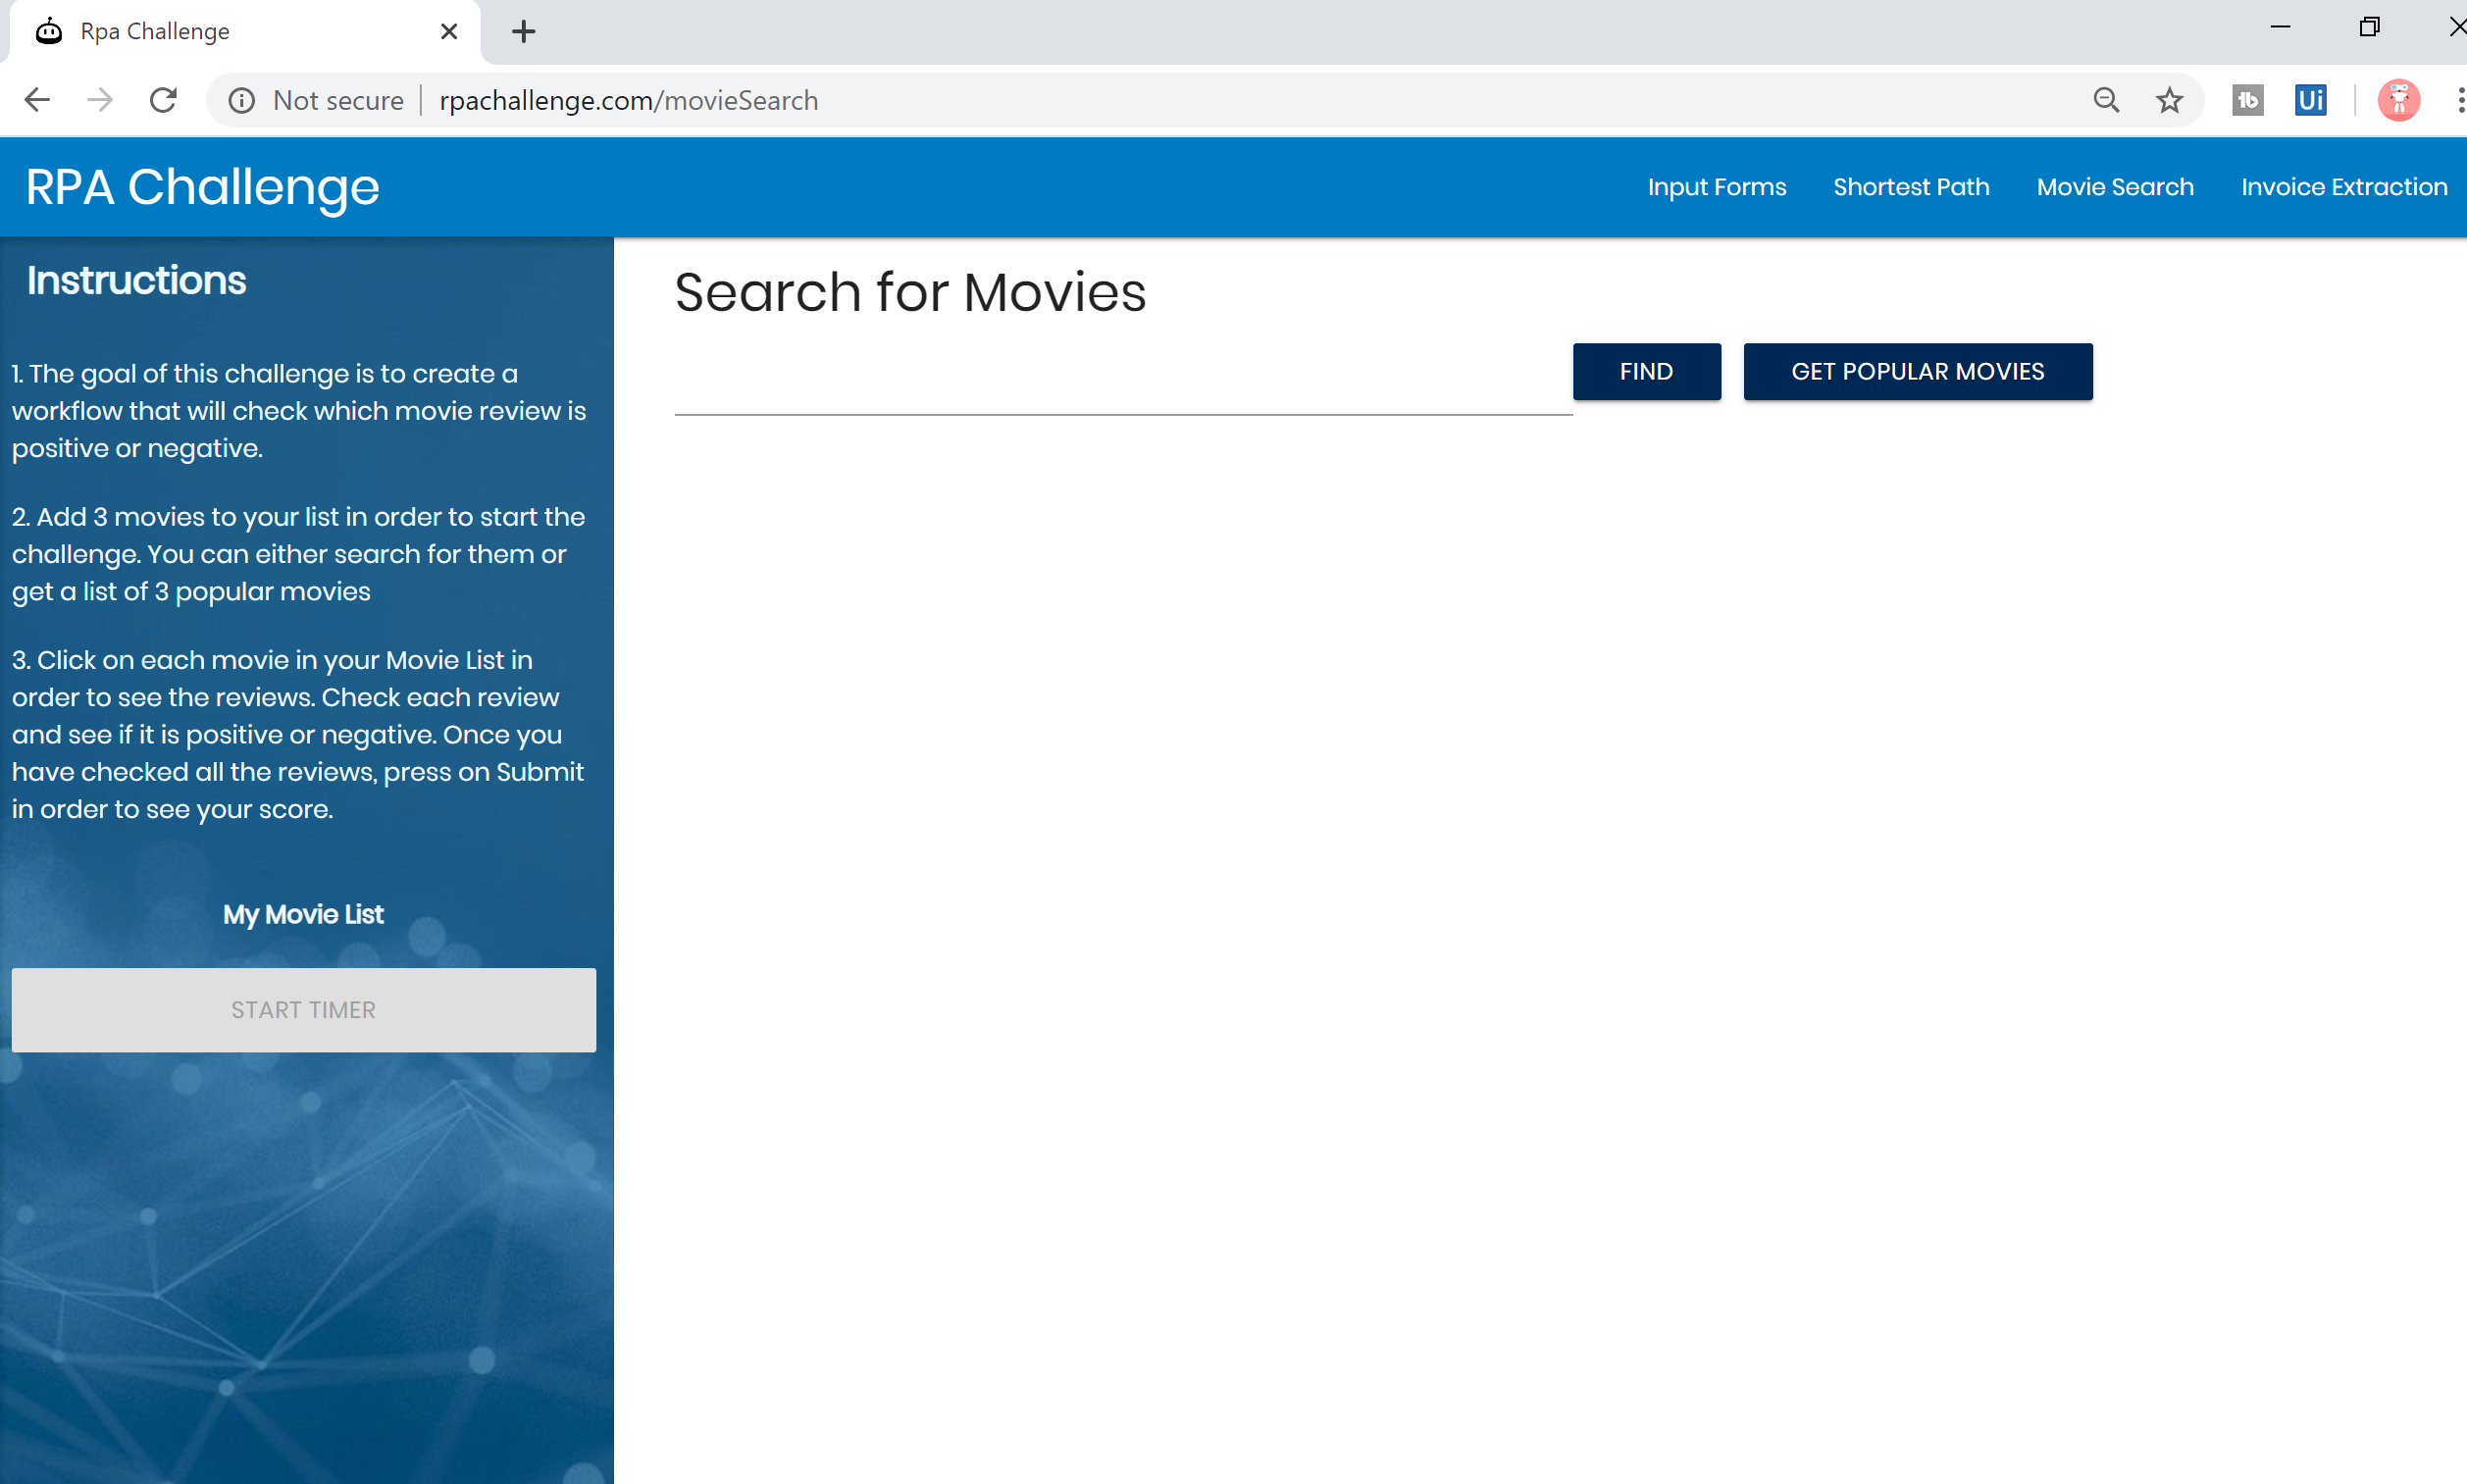 Rpa Challenge
Not secure
rpachallenge.com/movieSearch
Ui
RPA Challenge
Input Forms
Shortest Path
Movie Search
Invoice Extraction
Instructions
1. The goal of this challenge is to create a
workflow that will check which movie review is
positive or negative.
2. Add 3 movies to your list in order to start the
challenge. You can either search for them or
get a list of 3 popular movies
3. Click on each movie in your Movie List in
order to see the reviews. Check each review
and see if it is positive or negative. Once you
have checked all the reviews, press on Submit
in order to see your score.
My Movie List
START TIMER
Search for Movies
FIND
GET POPULAR MOVIES